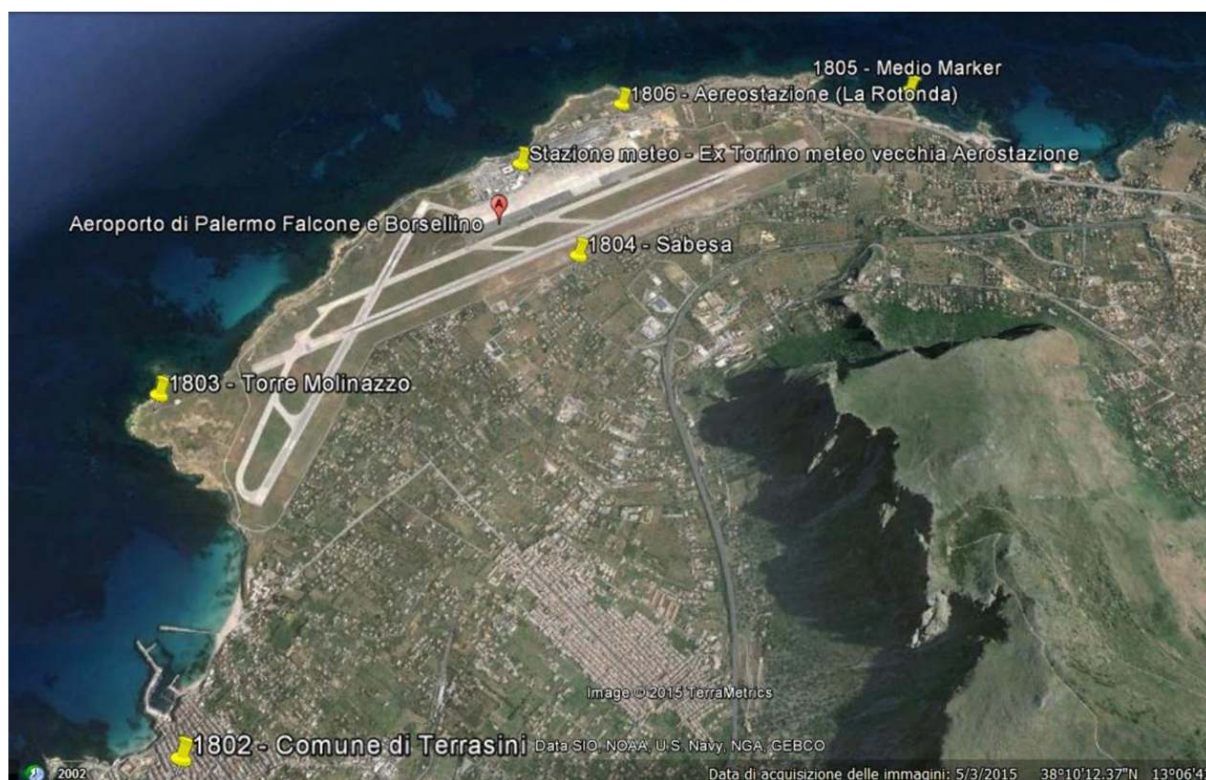 1805 - Medio Marker
1806 - Aereostazione (La Rotonda)
Stazione meteo - Ex Torrino meteo vecchia Aerostazione
A
Aeroporto di Palermo Falcone e Borsellino
1804 - Sabesa
1803 - Torre Molinazzo
Image © 2015 TerraMetrics
1802 - Comune di Terrasini
Data SIO, NOAA, U.S. Navy, NGA, GEBCO
2002
Data di acquisizione delle immagini: 5/3/2015 38°10'12.37"N 13°06'4